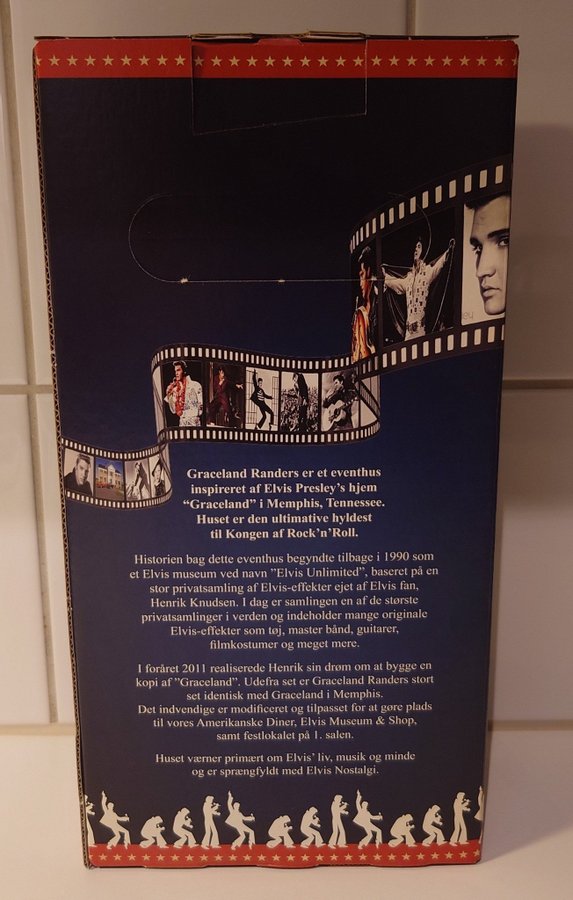 Graceland Randers er et eventhus
inspireret af Elvis Presley's hjem
"Graceland" i Memphis, Tennessee.
Huset er den ultimative hyldest
til Kongen af Rock'n'Roll.
Historien bag dette eventhus begyndte tilbage i 1990 som
et Elvis museum ved navn "Elvis Unlimited", baseret på en
stor privatsamling af Elvis-effekter ejet af Elvis fan,
Henrik Knudsen. I dag er samlingen en af de største
privatsamlinger i verden og indeholder mange originale
Elvis-effekter som tøj, master bånd, guitarer,
filmkostumer og meget mere.
I foråret 2011 realiserede Henrik sin drøm om at bygge en
kopi af "Graceland". Udefra set er Graceland Randers stort
set identisk med Graceland i Memphis.
Det indvendige er modificeret og tilpasset for at gøre plads
til vores Amerikanske Diner, Elvis Museum & Shop,
samt festlokalet på 1. salen.
Huset værner primært om Elvis' liv, musik og minde
og er sprængfyldt med Elvis Nostalgi.